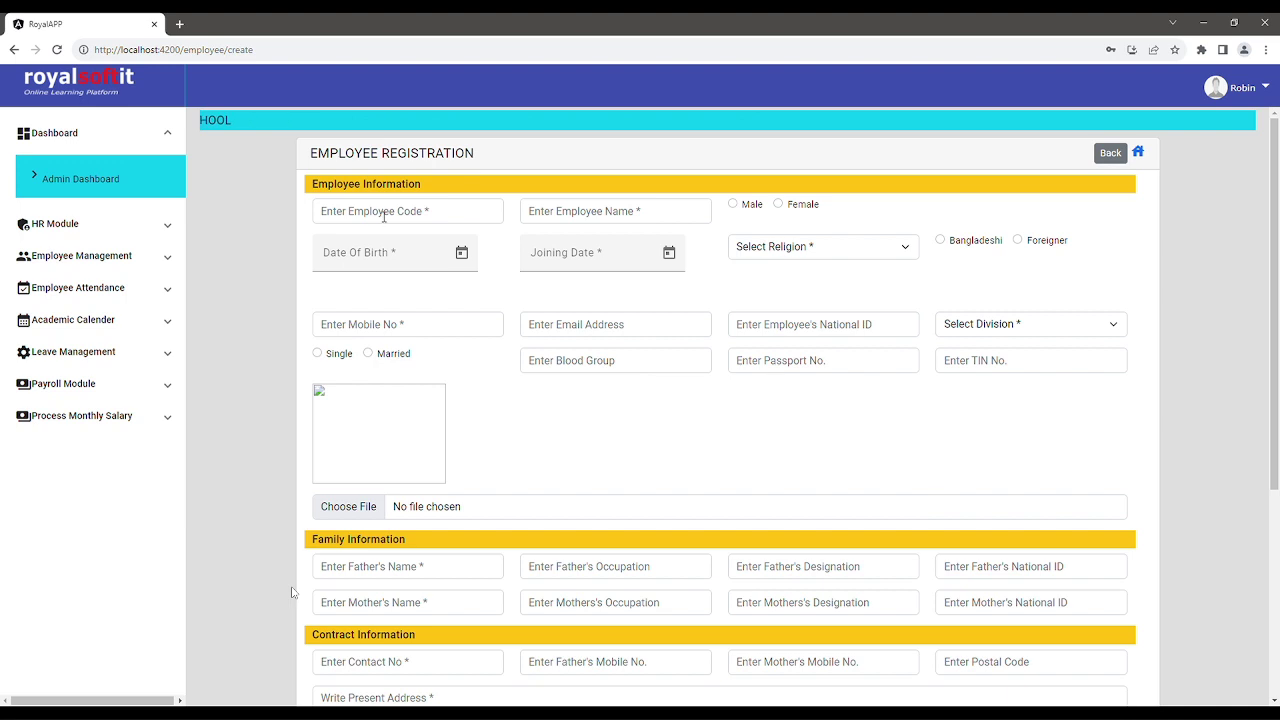 RoyalAPP
http://localhost:4200/employee/create
royalsoftit
Online Learning Platform
Robin
HOOL
Dashboard
Admin Dashboard
HR Module
Employee Management
Employee Attendance
Academic Calender
Leave Management
Payroll Module
Process Monthly Salary
EMPLOYEE REGISTRATION
Back
Employee Information
Enter Employee Code *
Enter Employee Name *
Male
Female
Date Of Birth *
Joining Date *
Select Religion *
Bangladeshi
Foreigner
Enter Mobile No *
Enter Email Address
Enter Employee's National ID
Select Division *
Single
Married
Enter Blood Group
Enter Passport No.
Enter TIN No.
Choose File
No file chosen
Family Information
Enter Father's Name *
Enter Father's Occupation
Enter Father's Designation
Enter Father's National ID
Enter Mother's Name *
Enter Mothers's Occupation
Enter Mothers's Designation
Enter Mother's National ID
Contract Information
Enter Contact No *
Enter Father's Mobile No.
Enter Mother's Mobile No.
Enter Postal Code
Write Present Address *